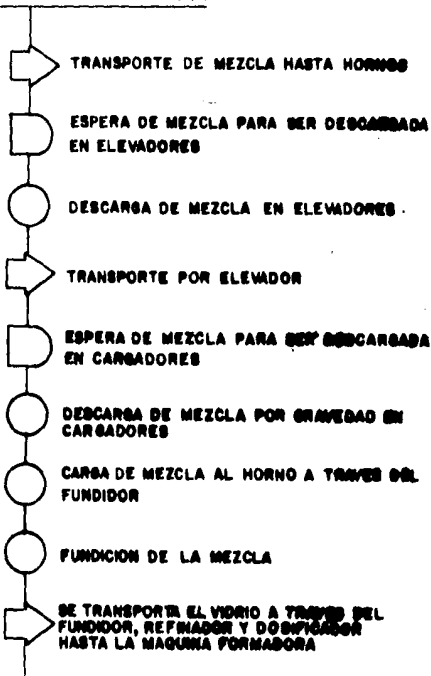 TRANSPORTE DE MEZCLA HASTA HORNOS
ESPERA DE MEZCLA PARA SER DESCARGADA
EN ELEVADORES
DESCARGA DE MEZCLA EN ELEVADORES.
TRANSPORTE POR ELEVADOR
ESPERA DE MEZCLA PARA SER DESCARGADA
EN CARGADORES
DESCARGA DE MEZCLA POR GRAVEDAD EN
CARGADORES
CARGA DE MEZCLA AL HORNO A TRAVES DEL
FUNDIDOR
FUNDICION DE LA MEZCLA
SE TRANSPORTA EL VIDRIO A TRAVES DEL
FUNDIDOR, REFINADOR Y DOSIFICADOR
HASTA LA MAQUINA FORMADORA